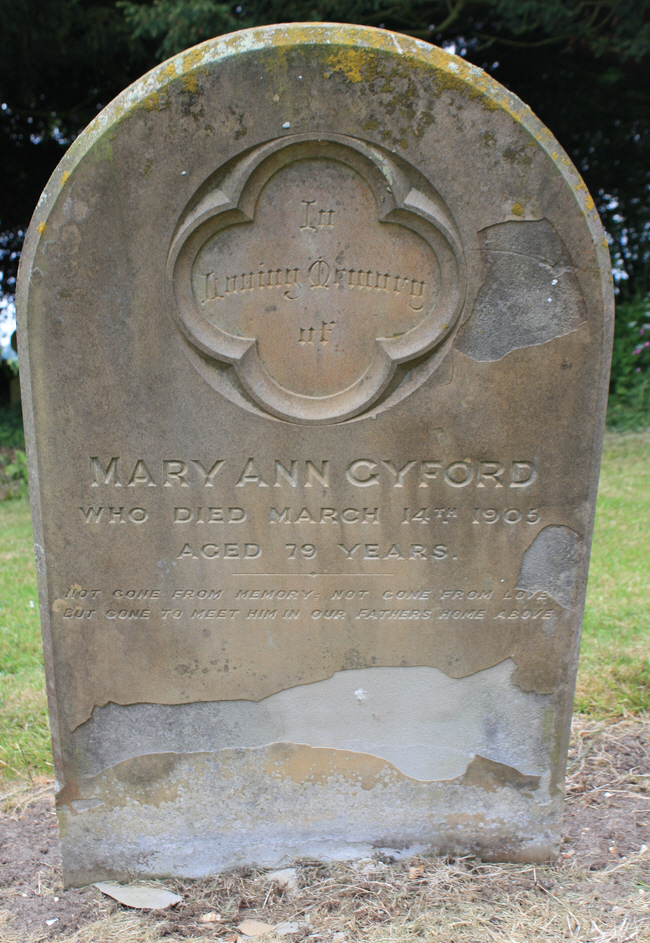 In
Loving Memory
of
MARY ANN GYFORD
WHO DIED MARCH 14TH 1905
AGED 79 YEARS.
NOT GONE FROM MEMORY: NOT GONE FROM LOVE
BUT GONE TO MEET HIM IN OUR FATHERS HOME ABOVE